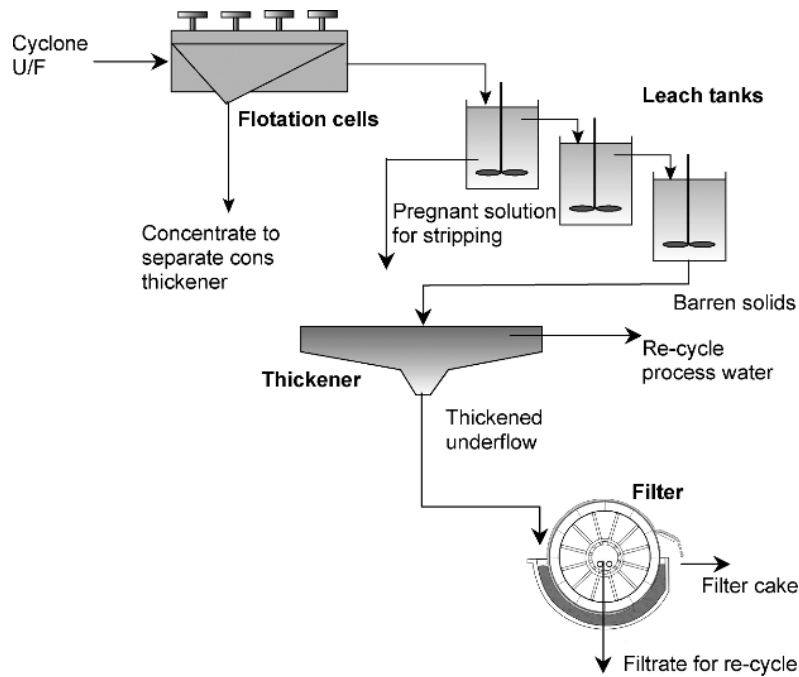 Cyclone
U/F
Flotation cells
Leach tanks
Concentrate to
separate cons
thickener
Pregnant solution
for stripping
Barren solids
Thickener
Re-cycle
process water
Thickened
underflow
Filter
Filter cake
Filtrate for re-cycle